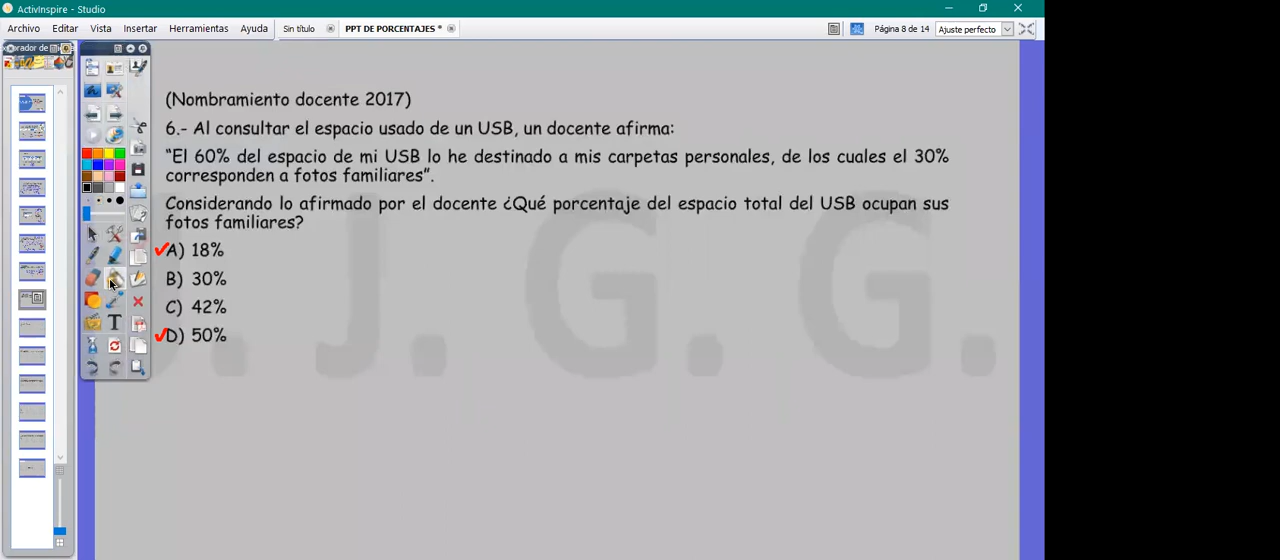 ActivInspire - Studio
Archivo Editar Vista Insertar Herramientas Ayuda Sin título PPT DE PORCENTAJES * Página 8 de 14 Ajuste perfecto
(Nombramiento docente 2017)
6.- Al consultar el espacio usado de un USB, un docente afirma:
“El 60% del espacio de mi USB lo he destinado a mis carpetas personales, de los cuales el 30%
corresponden a fotos familiares”.
Considerando lo afirmado por el docente ¿Qué porcentaje del espacio total del USB ocupan sus
fotos familiares?
A) 18%
B) 30%
C) 42%
D) 50%
J. G. G.